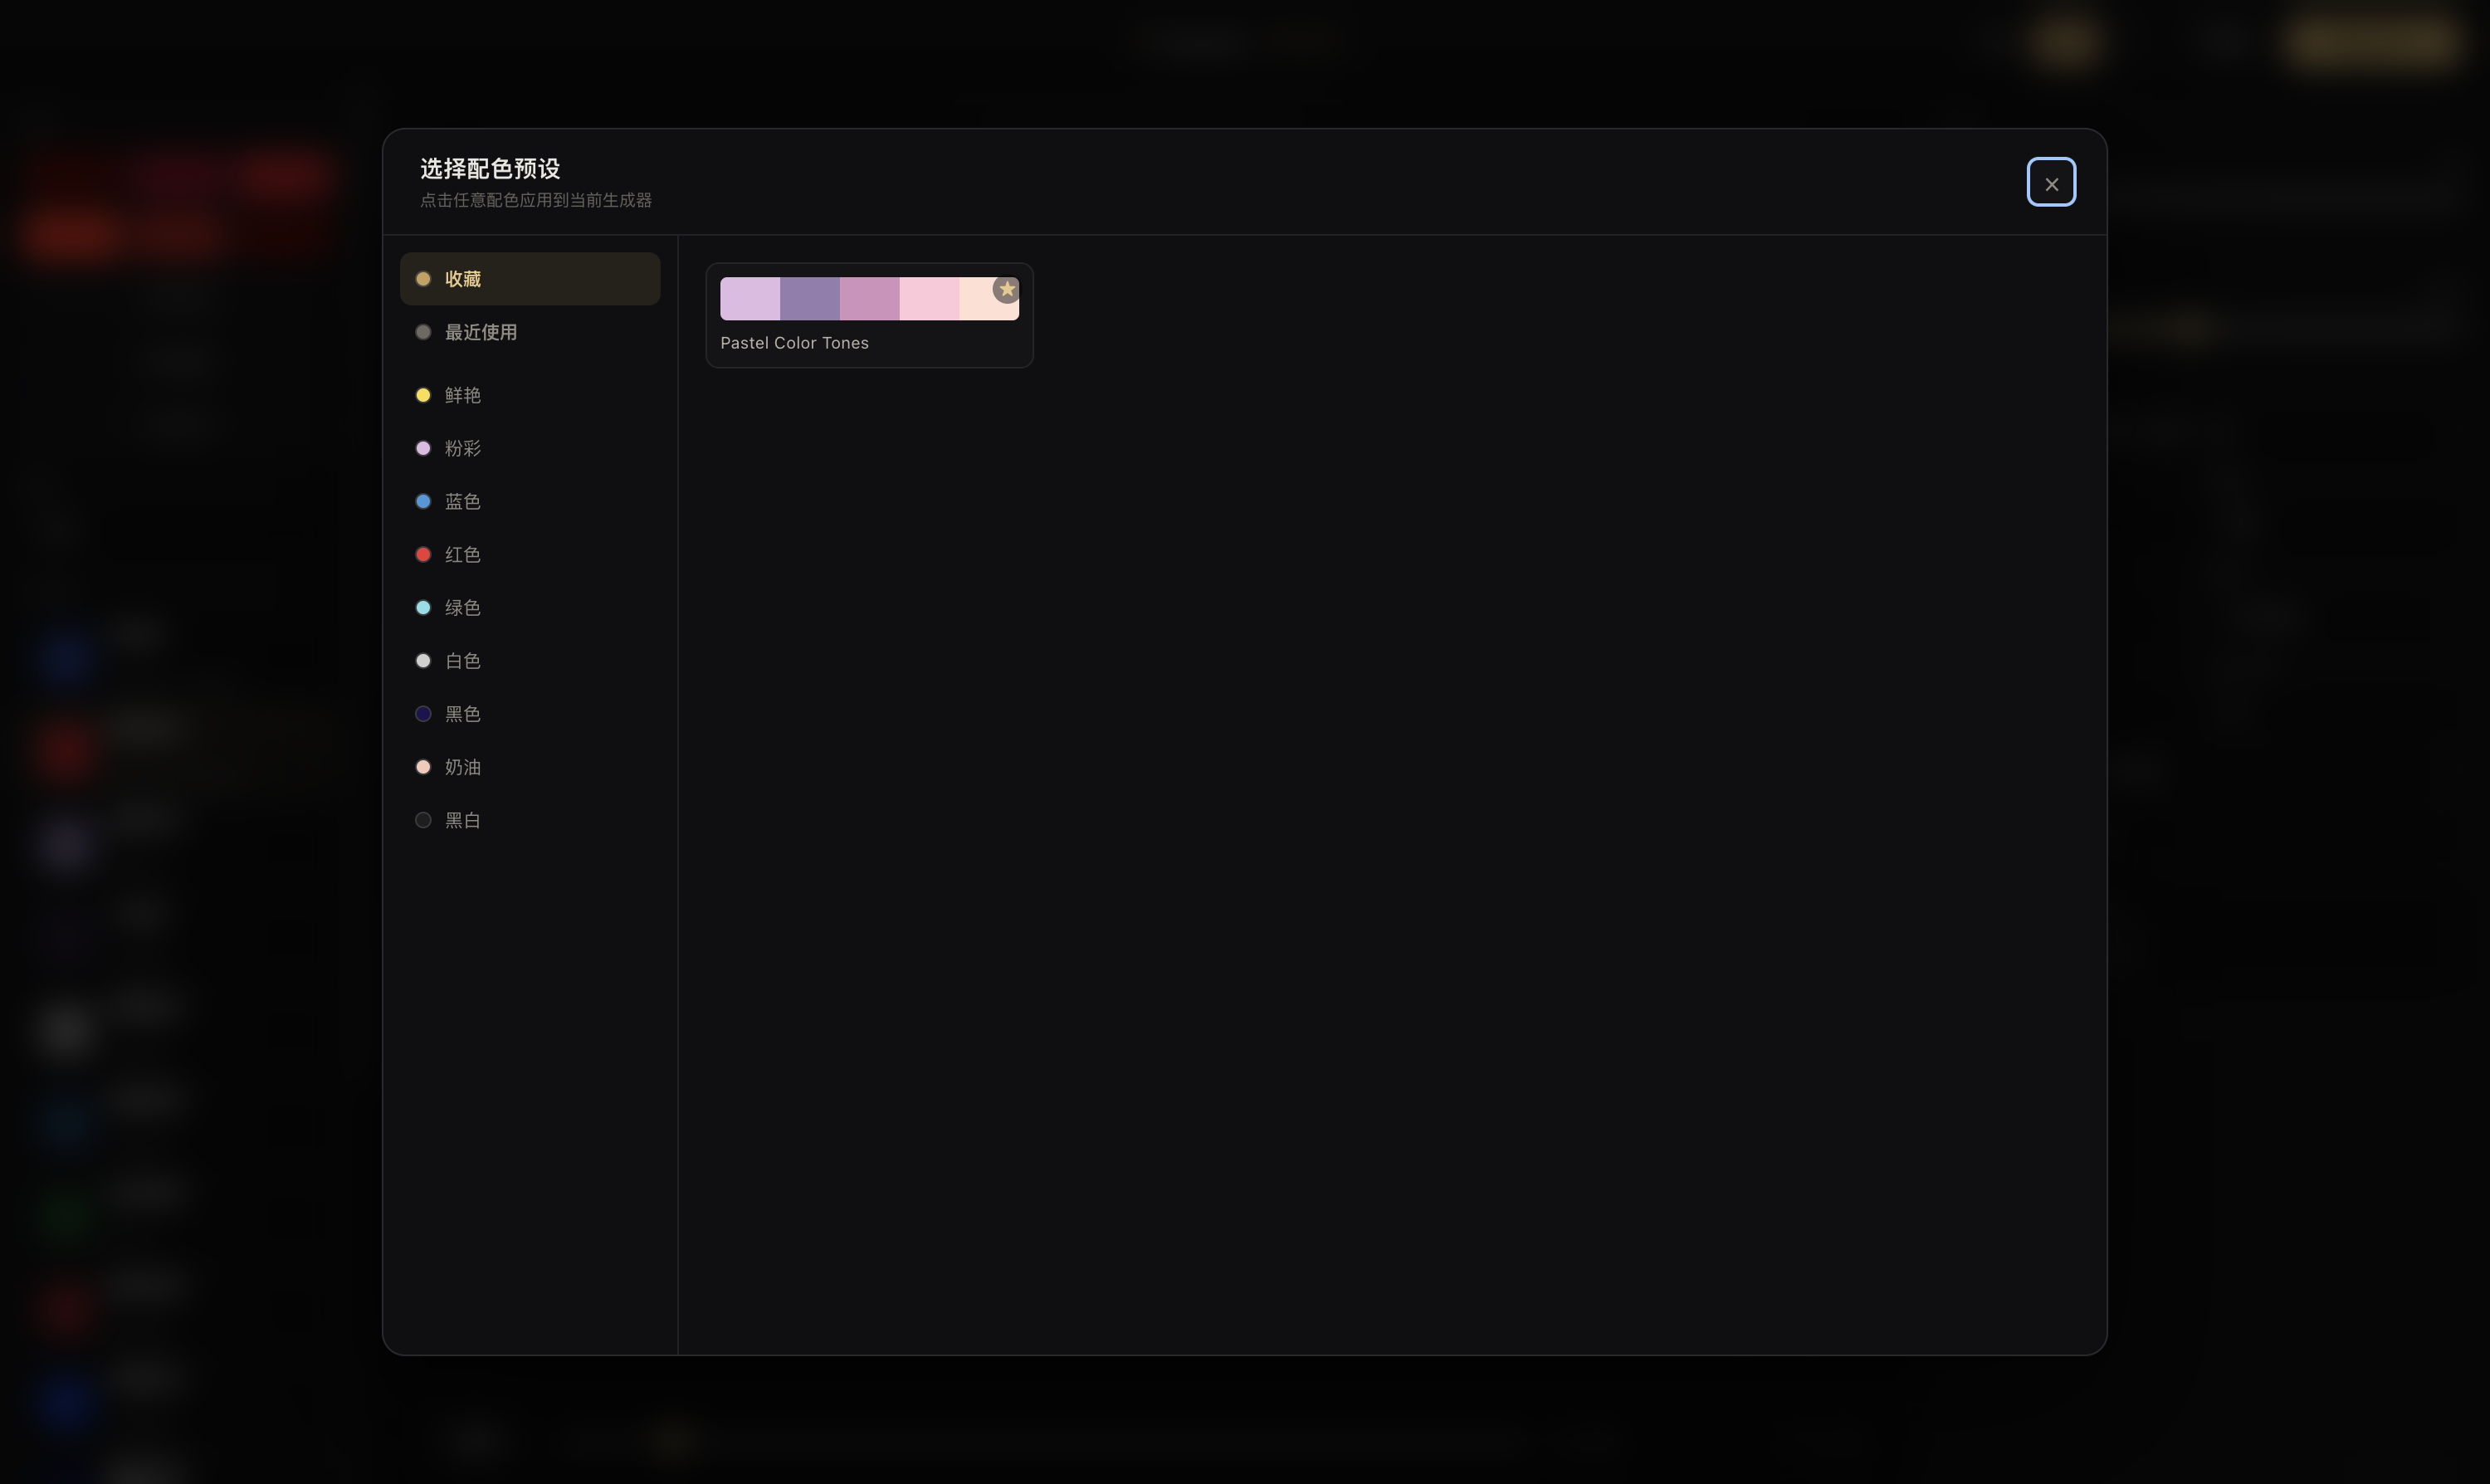 选择配色预设
点击任意配色应用到当前生成器
收藏
最近使用
鲜艳
粉彩
蓝色
红色
绿色
白色
黑色
奶油
黑白
Pastel Color Tones